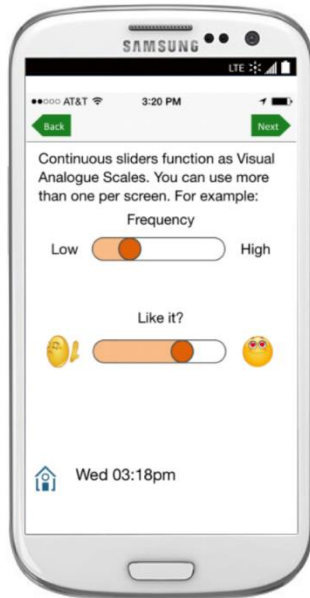 SAMSUNG
LTE
AT&T 3:20 PM
Back Next
Continuous sliders function as Visual
Analogue Scales. You can use more
than one per screen. For example:
Frequency
Low High
Like it?
Wed 03:18pm